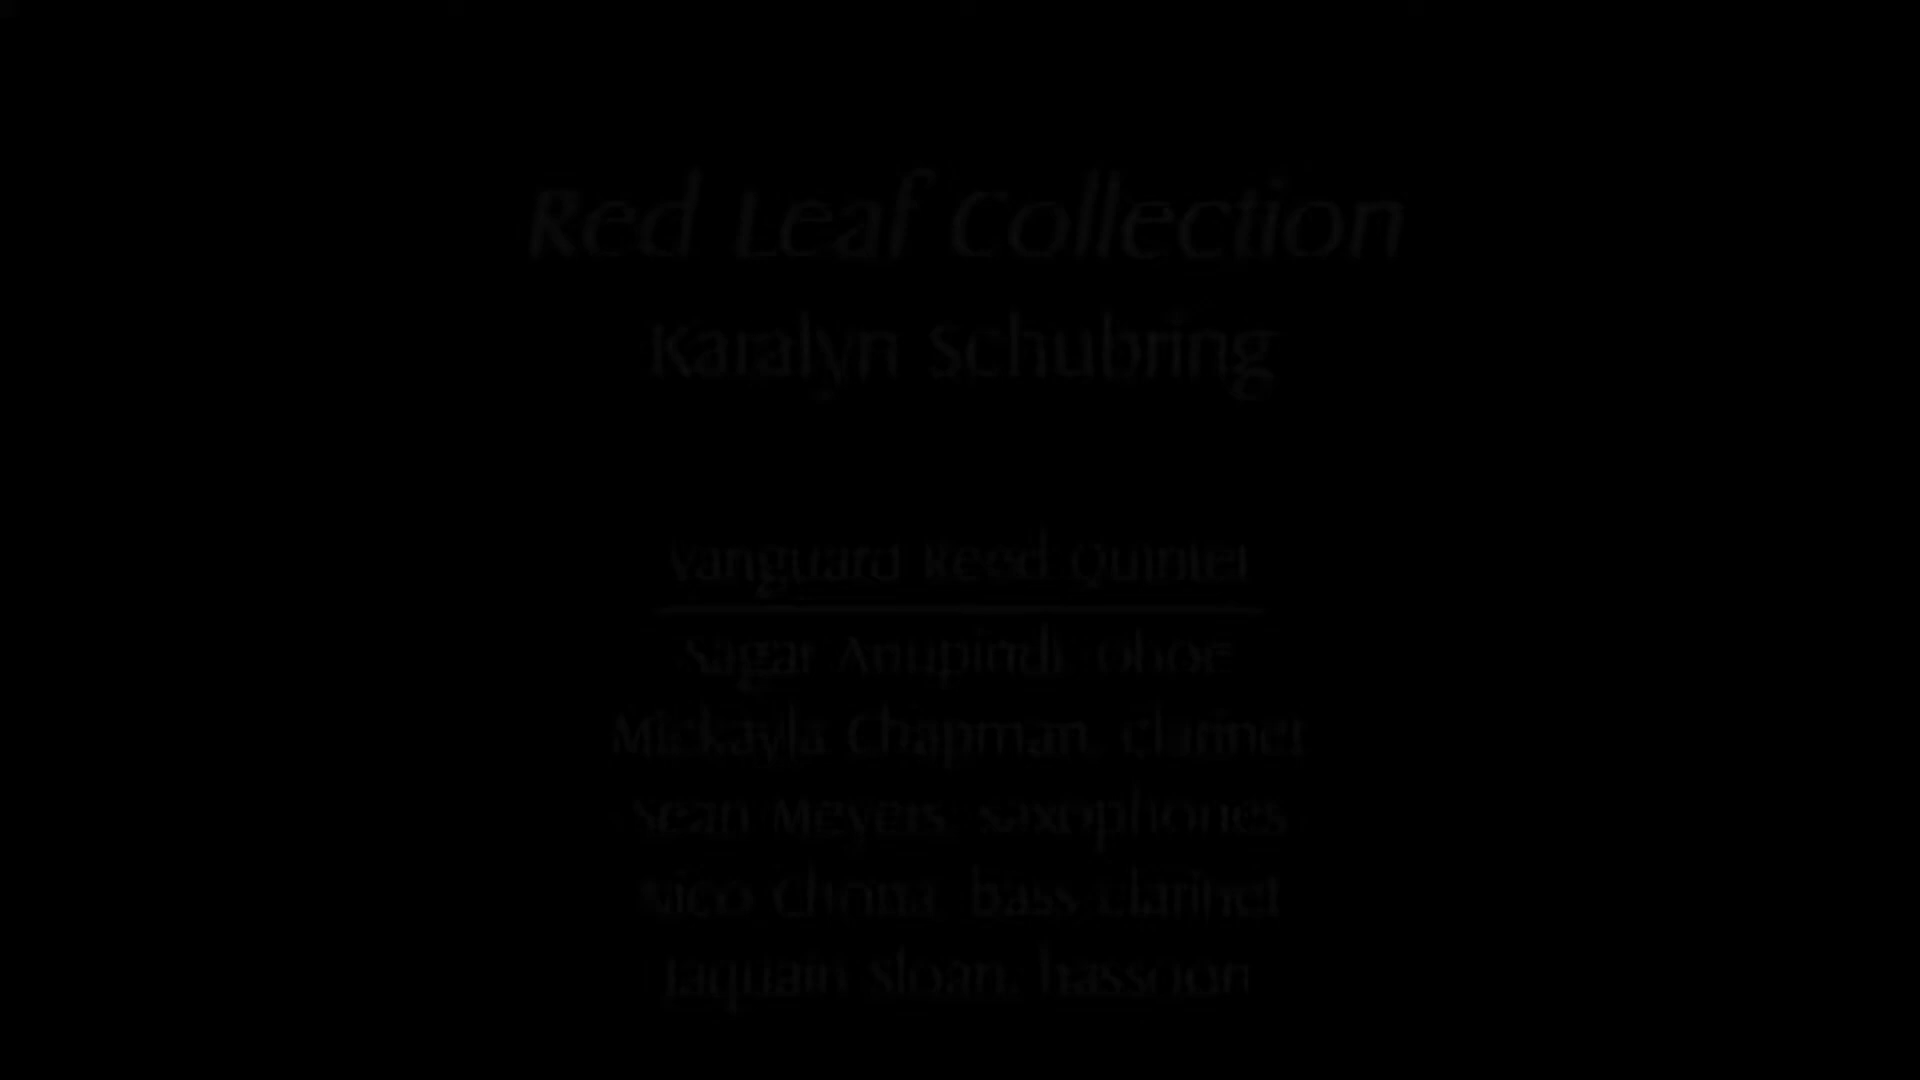 Red Leaf Collection
Karalyn Schubring
Vanguard Reed Quintet
Sagar Anupindi, oboe
Mickayla Chapman, clarinet
Sean Meyers, saxophones
Nico Chona, bass clarinet
Jaquain Sloan, bassoon